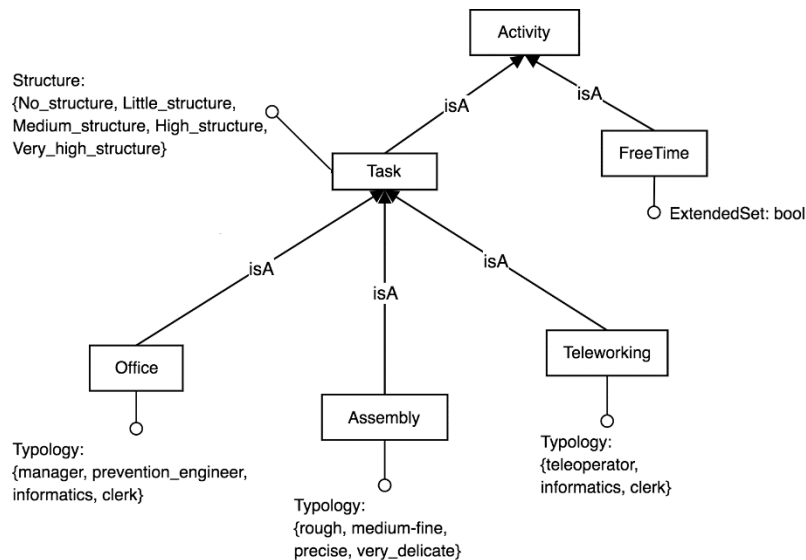 Activity
Structure:
{No_structure, Little_structure,
Medium_structure, High_structure,
Very_high_structure}
isA
isA
Task
FreeTime
ExtendedSet: bool
isA
isA
isA
Office
Teleworking
Assembly
Typology:
{manager, prevention_engineer,
informatics, clerk}
Typology:
{rough, medium-fine,
precise, very_delicate}
Typology:
{teleoperator,
informatics, clerk}